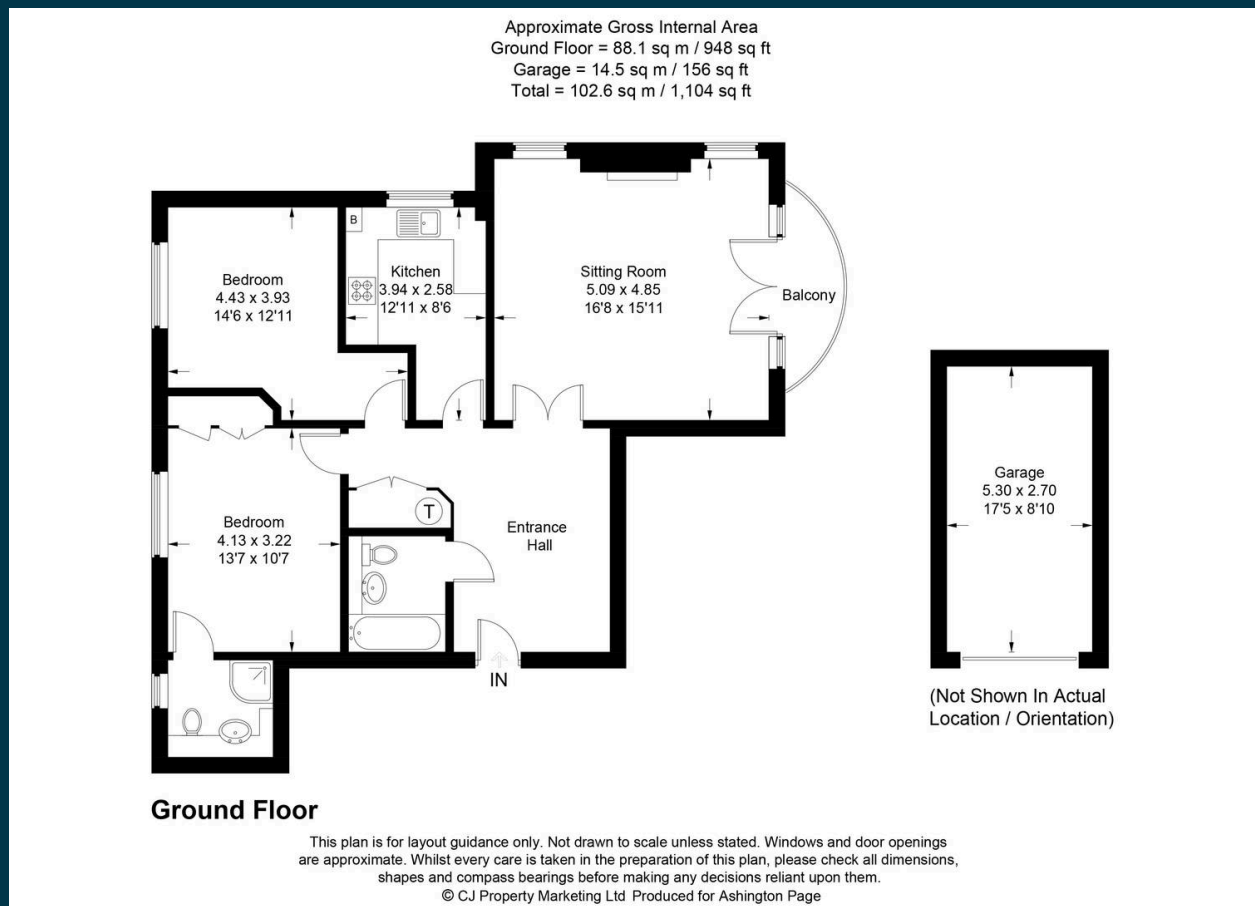 Approximate Gross Internal Area
Ground Floor = 88.1 sq m / 948 sq ft
Garage = 14.5 sq m / 156 sq ft
Total = 102.6 sq m / 1,104 sq ft
B
Bedroom
4.43 x 3.93
14'6 x 12'11
Kitchen
3.94 x 2.58
12'11 x 8'6
Sitting Room
5.09 x 4.85
16'8 x 15'11
Balcony
Bedroom
4.13 x 3.22
13'7 x 10'7
T
Entrance
Hall
IN
Garage
5.30 x 2.70
17'5 x 8'10
(Not Shown In Actual
Location / Orientation)
Ground Floor
This plan is for layout guidance only. Not drawn to scale unless stated. Windows and door openings
are approximate. Whilst every care is taken in the preparation of this plan, please check all dimensions,
shapes and compass bearings before making any decisions reliant upon them.
© CJ Property Marketing Ltd Produced for Ashington Page